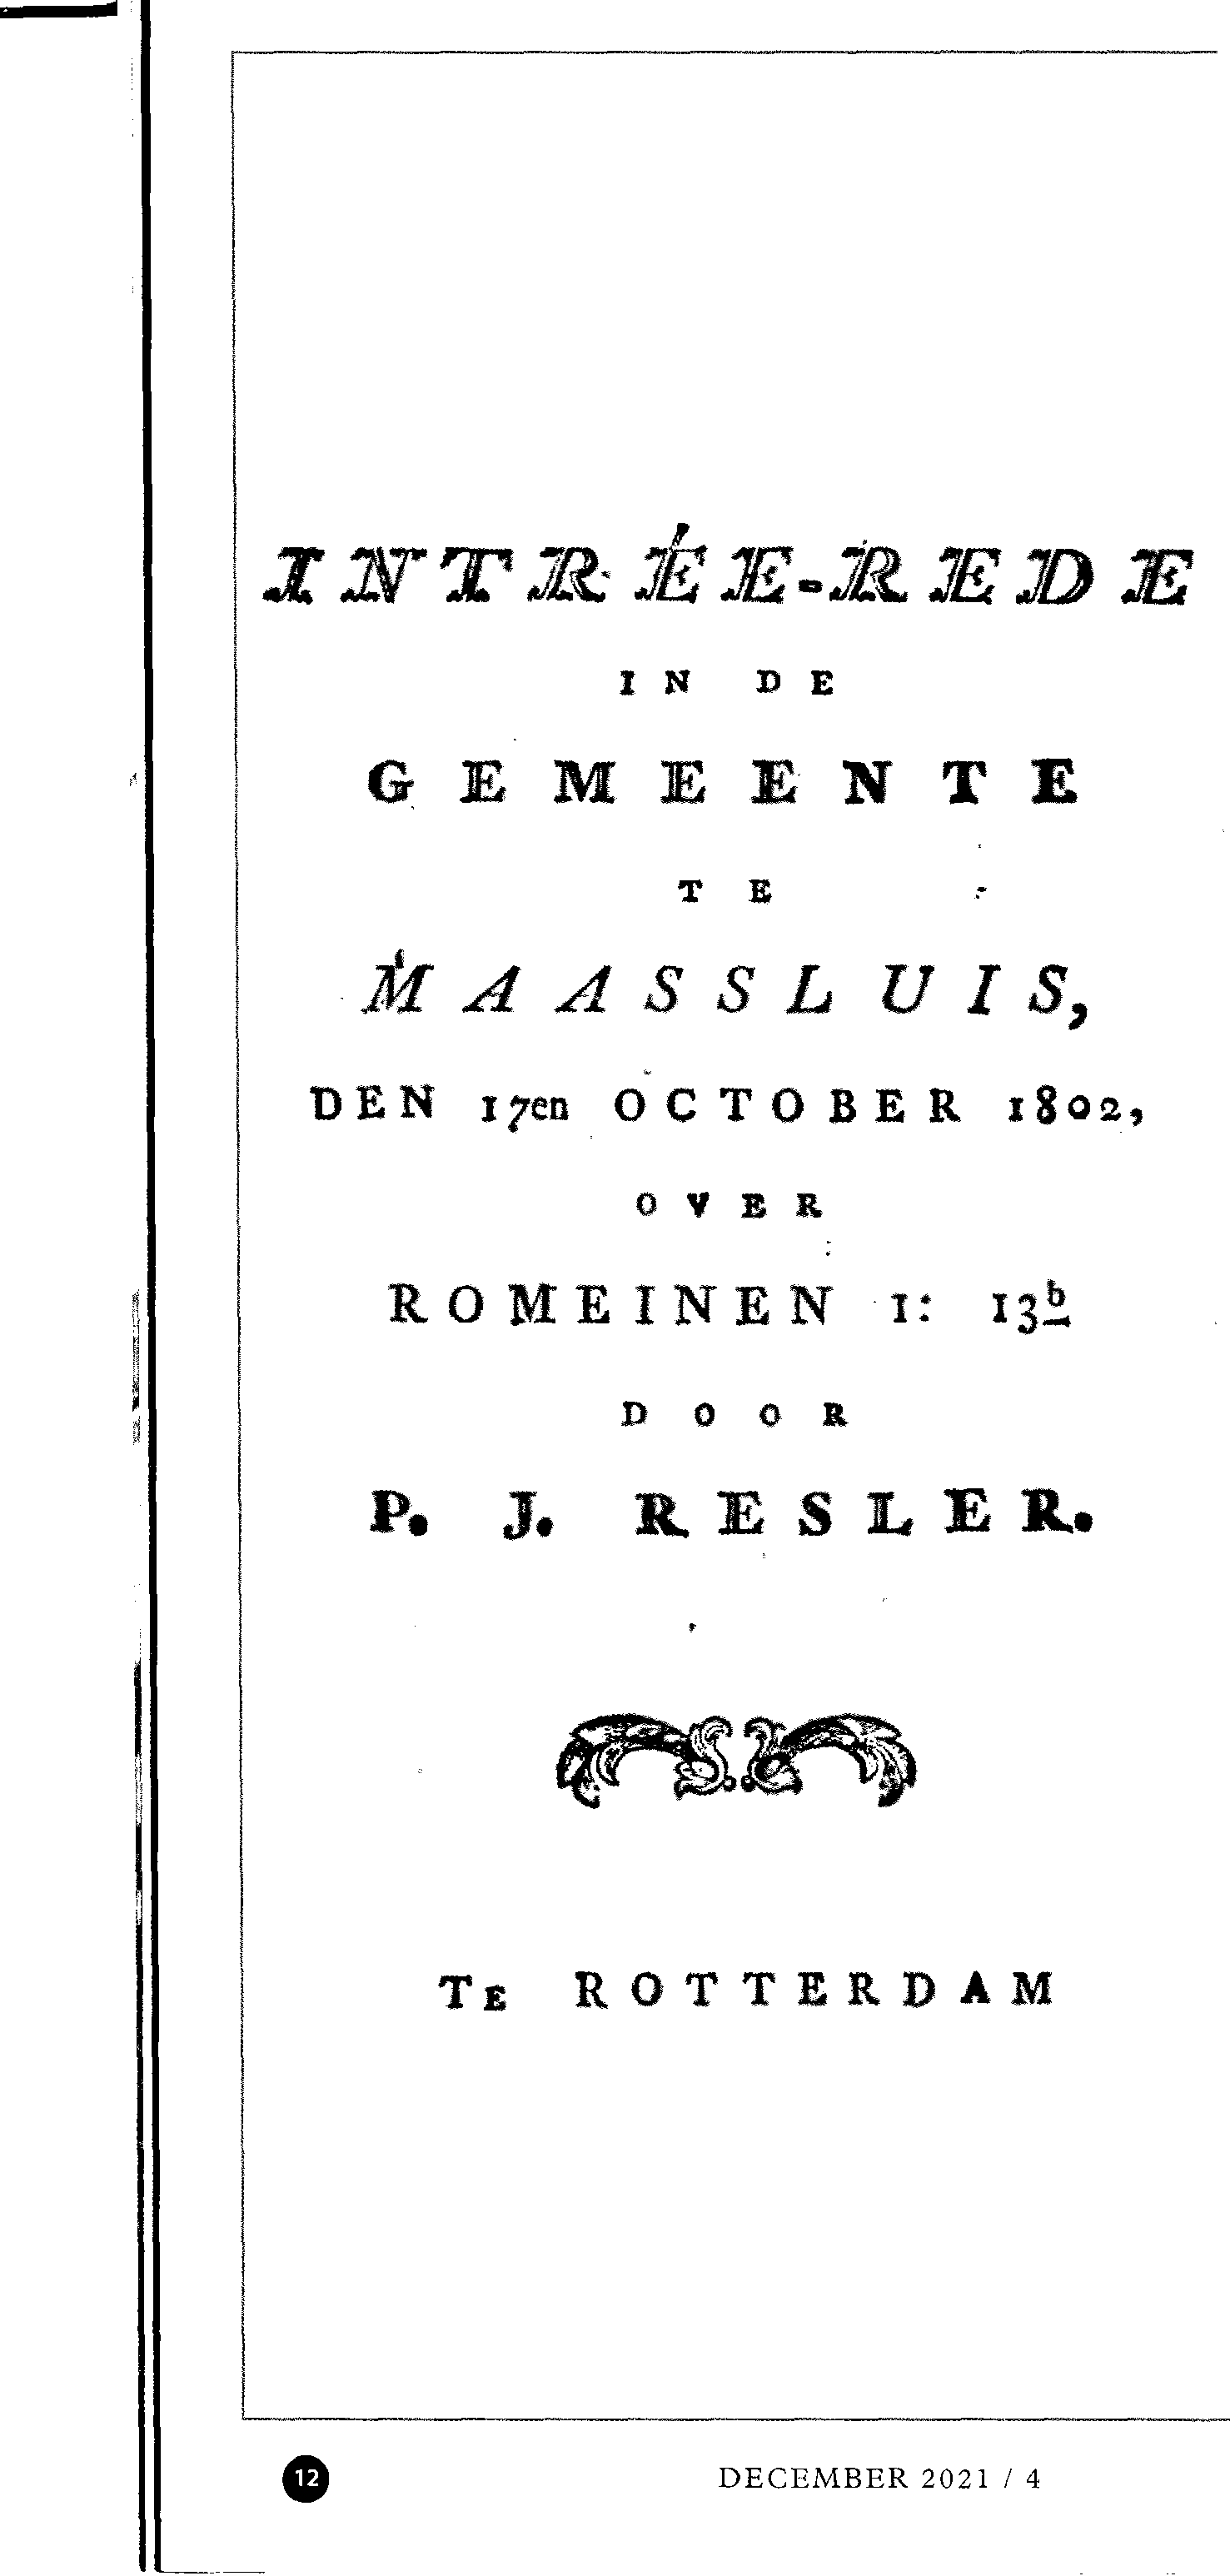 INTRÉE-REDE
IN DE
GEMEENTE
TE
MAASSLUIS,
DEN 17en OCTOBER 1802,
OVER
ROMEINEN 1: 13b
DOOR
P. J. RESLER.
TE ROTTERDAM
12
DECEMBER 2021 / 4